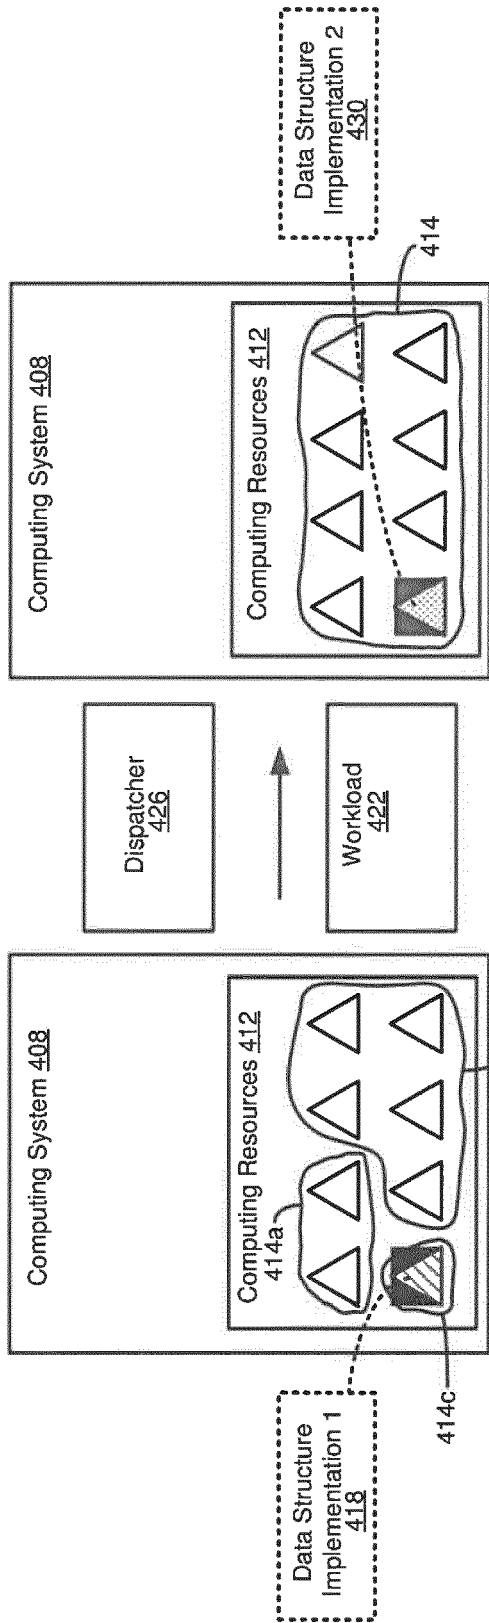 Computing System 408
Computing Resources 412
414a
414c
Data Structure
Implementation 1
418
Dispatcher
426
Workload
422
Computing System 408
Computing Resources 412
414
Data Structure
Implementation 2
430